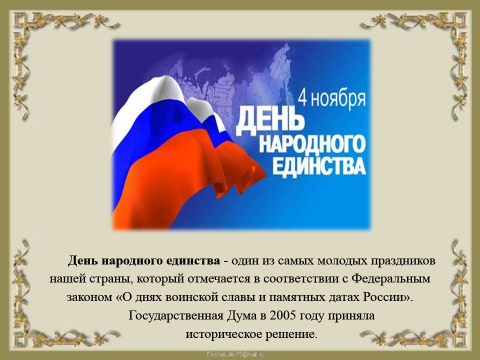 4 ноября
ДЕНЬ
НАРОДНОГО
ЕДИНСТВА
День народного единства - один из самых молодых праздников
нашей страны, который отмечается в соответствии с Федеральным
законом «О днях воинской славы и памятных датах России».
Государственная Дума в 2005 году приняла
историческое решение.